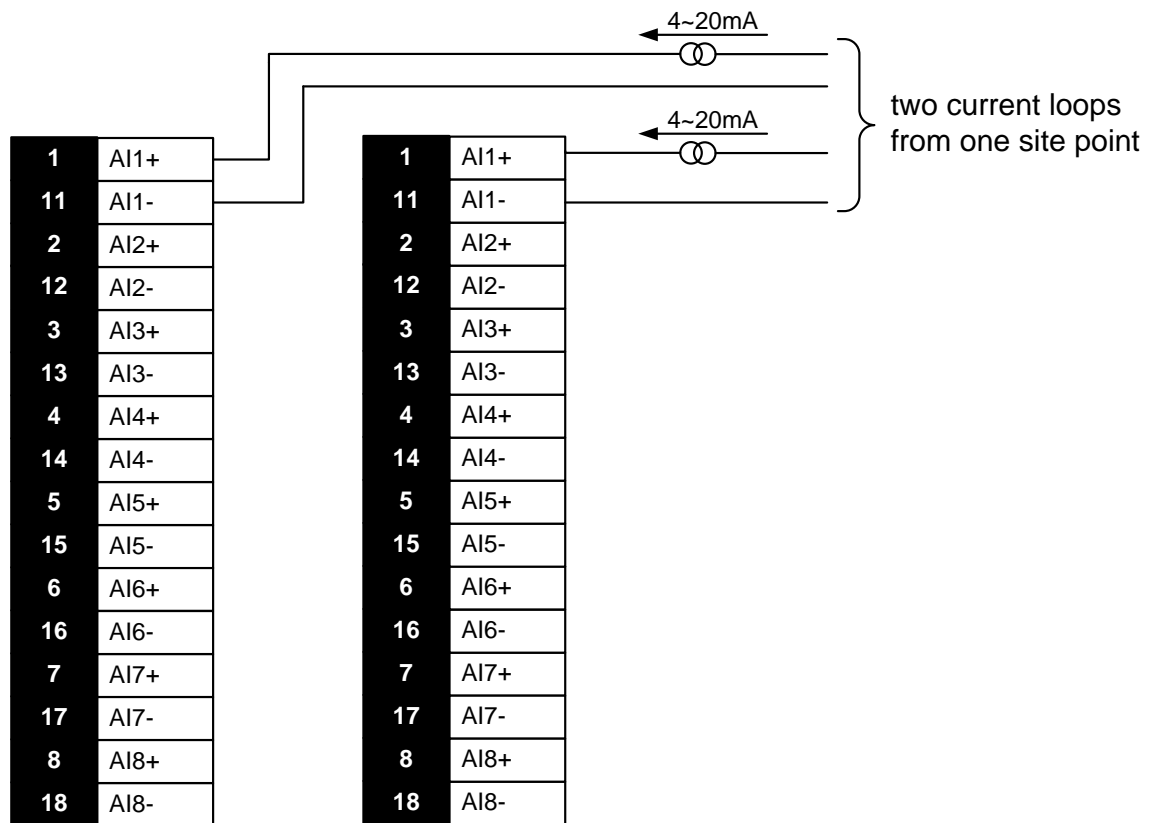 4~20mA
4~20mA
two current loops
from one site point
1 AI1+
11 AI1-
2 AI2+
12 AI2-
3 AI3+
13 AI3-
4 AI4+
14 AI4-
5 AI5+
15 AI5-
6 AI6+
16 AI6-
7 AI7+
17 AI7-
8 AI8+
18 AI8-
1 AI1+
11 AI1-
2 AI2+
12 AI2-
3 AI3+
13 AI3-
4 AI4+
14 AI4-
5 AI5+
15 AI5-
6 AI6+
16 AI6-
7 AI7+
17 AI7-
8 AI8+
18 AI8-